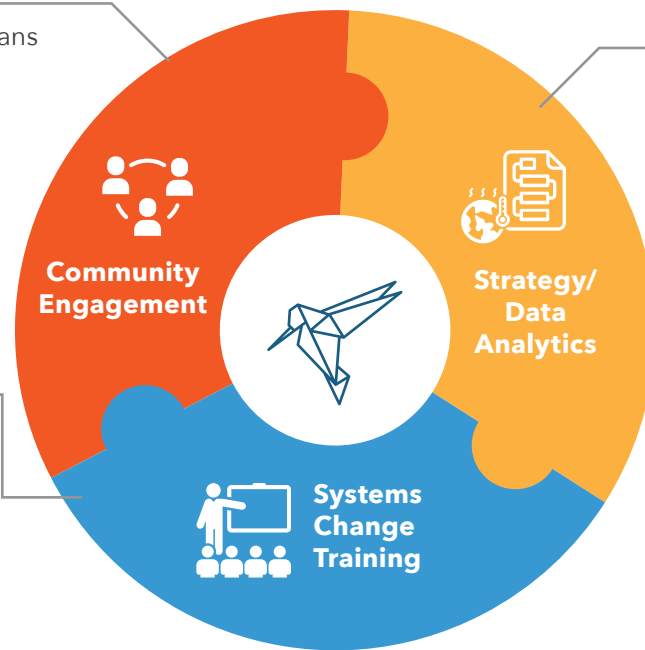 ans
Community
Engagement
Strategy/
Data
Analytics
Systems
Change
Training